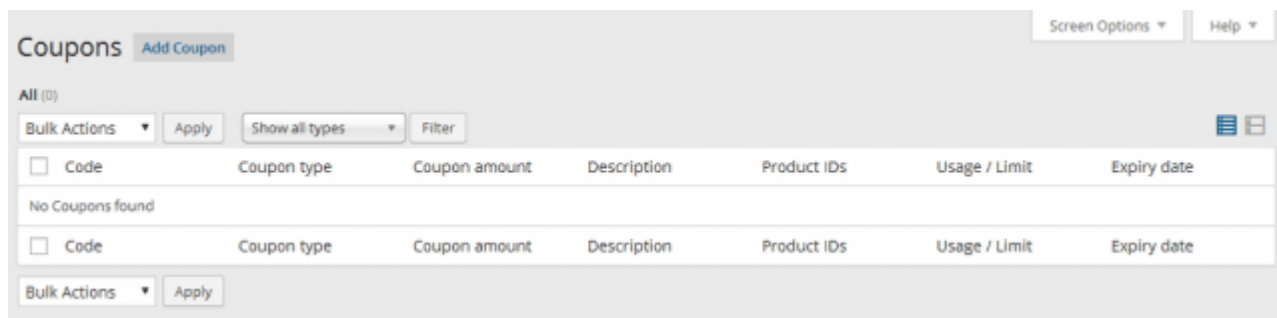 Screen Options Help
Coupons Add Coupon
All (0)
Bulk Actions Apply Show all types Filter
Code Coupon type Coupon amount Description Product IDs Usage / Limit Expiry date
No Coupons found
Code Coupon type Coupon amount Description Product IDs Usage / Limit Expiry date
Bulk Actions Apply